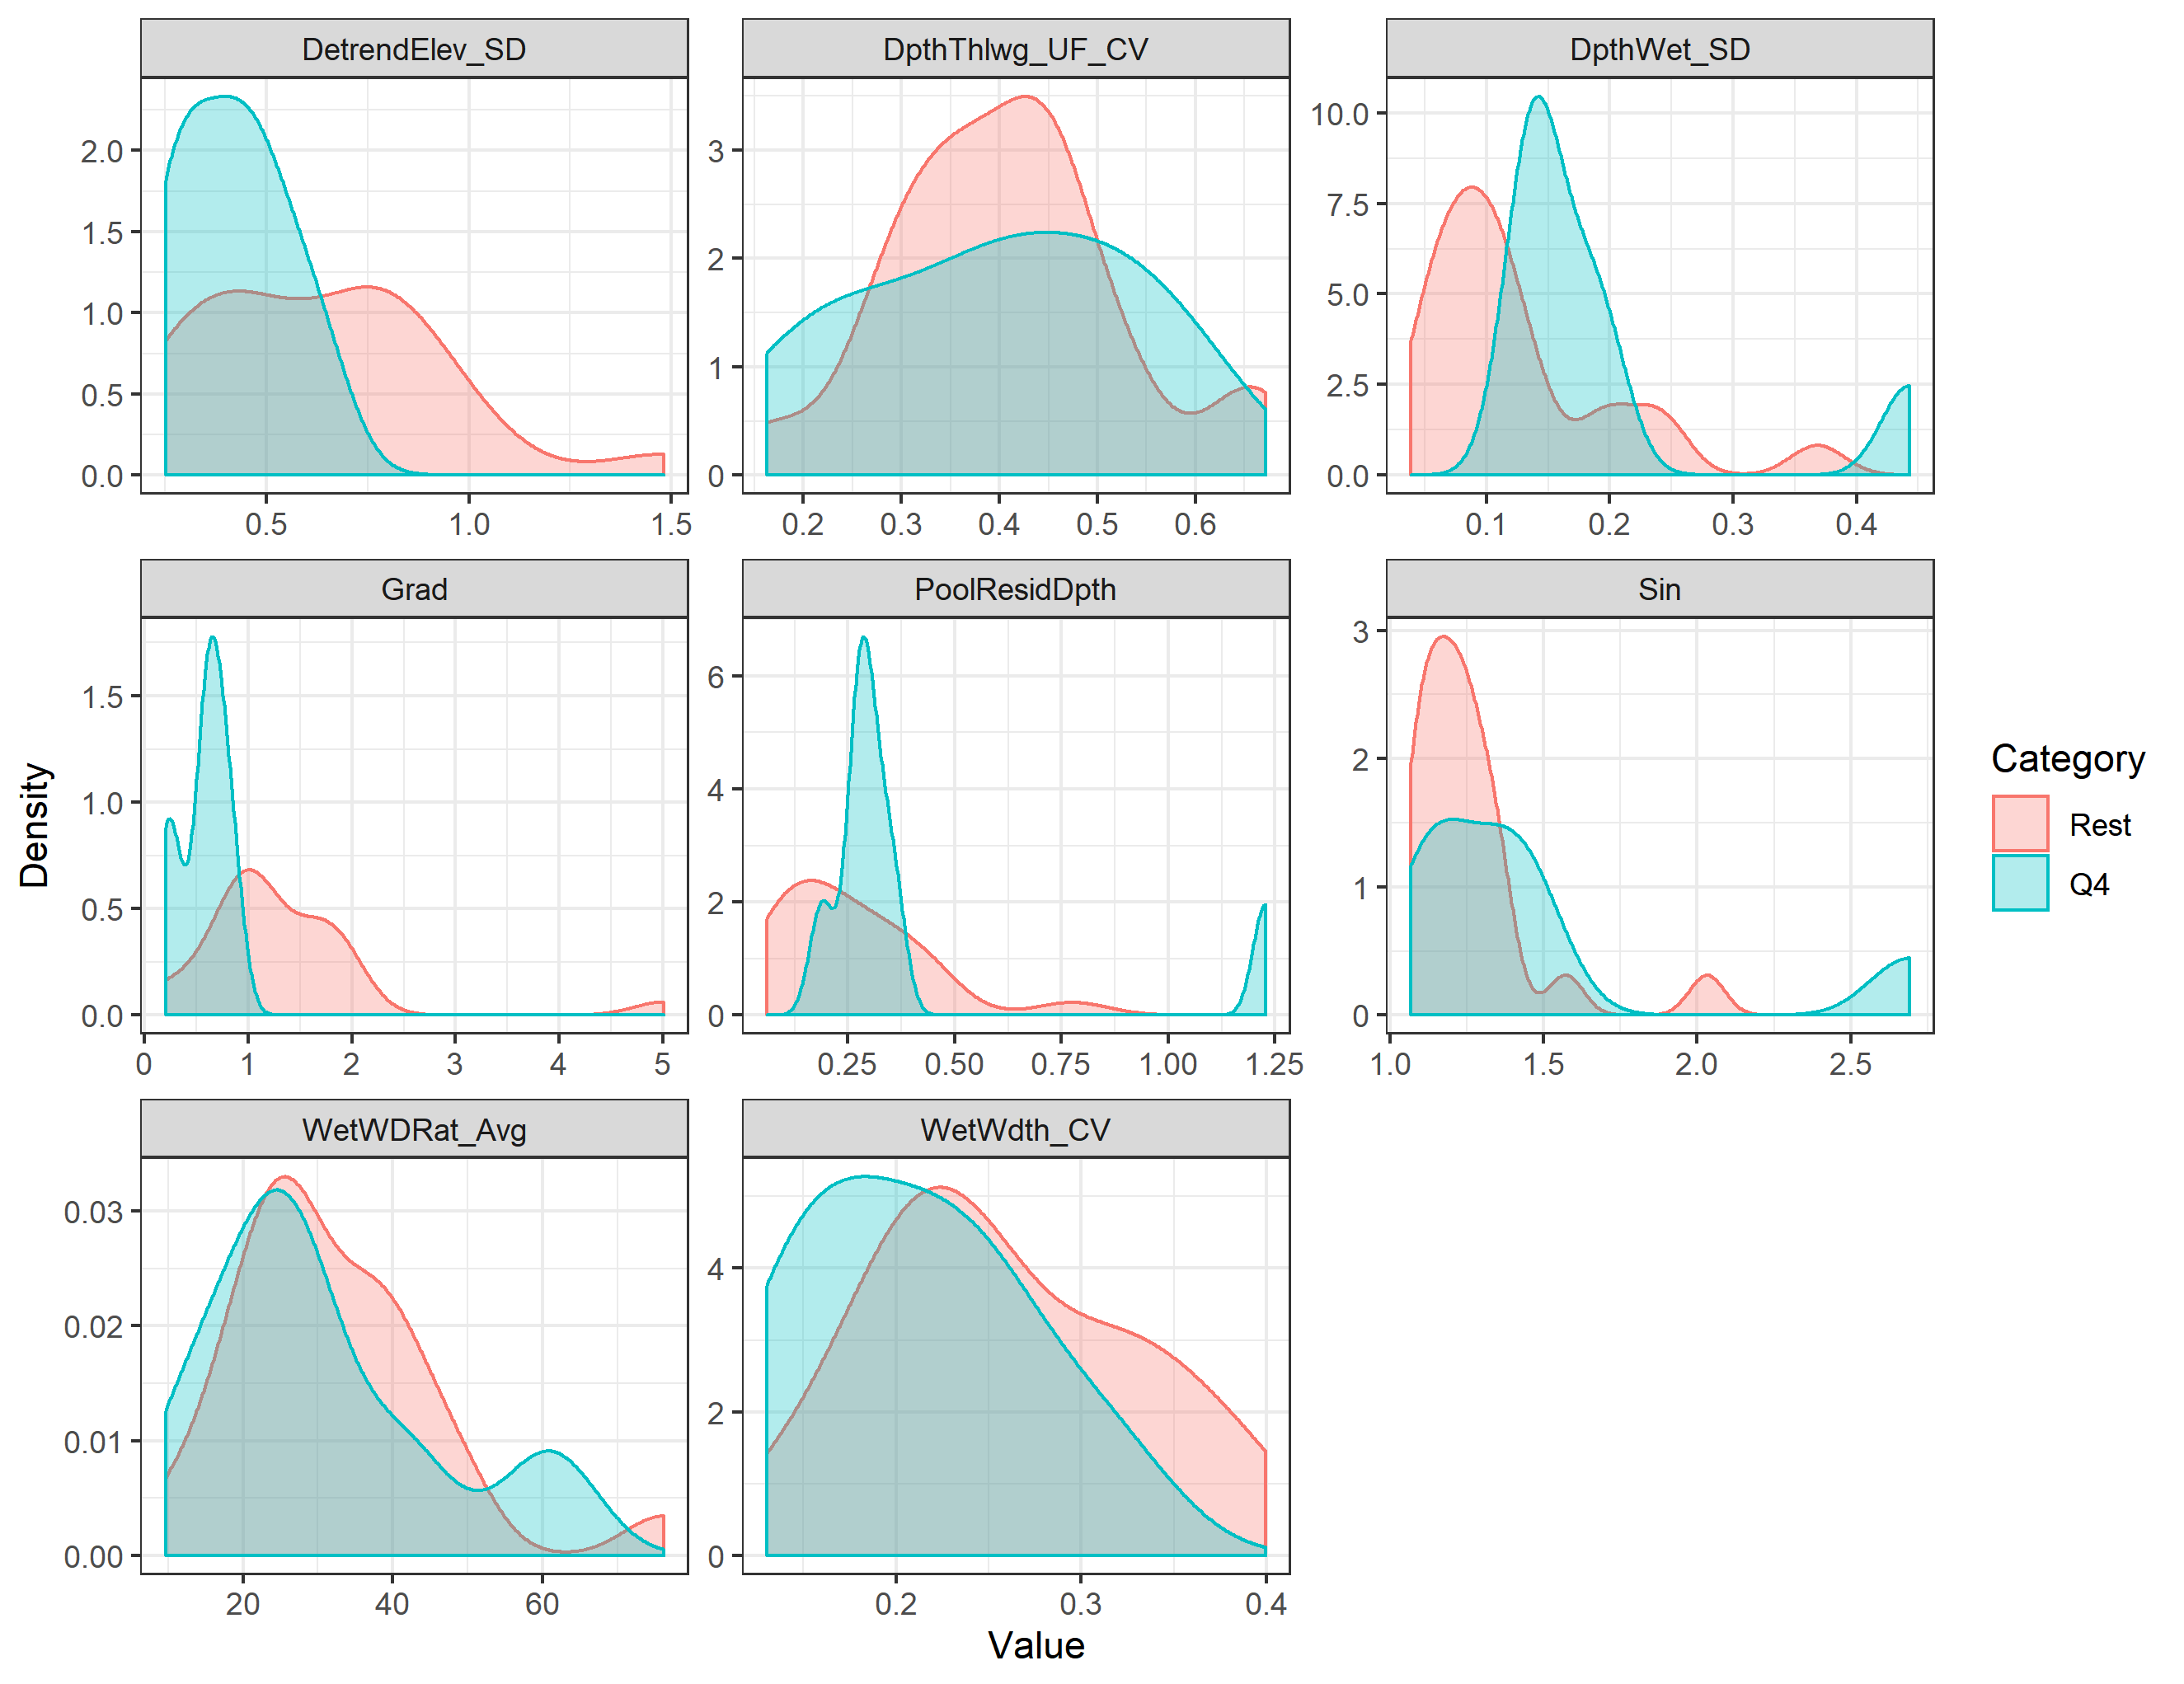 DetrendElev_SD DpthThlwg_UF_CV DpthWet_SD
2.0 1.5 1.0 0.5 0.0
3 2 1 0
10.0 7.5 5.0 2.5 0.0
0.5 1.0 1.5
0.2 0.3 0.4 0.5 0.6
0.1 0.2 0.3 0.4
Grad PoolResidDpth Sin
1.5 1.0 0.5 0.0
6 4 2 0
3 2 1 0
0 1 2 3 4 5
0.25 0.50 0.75 1.00 1.25
1.0 1.5 2.0 2.5
WetWDRat_Avg WetWdth_CV
0.03 0.02 0.01 0.00
4 2 0
20 40 60
0.2 0.3 0.4
Density
Value
Category
Rest
Q4